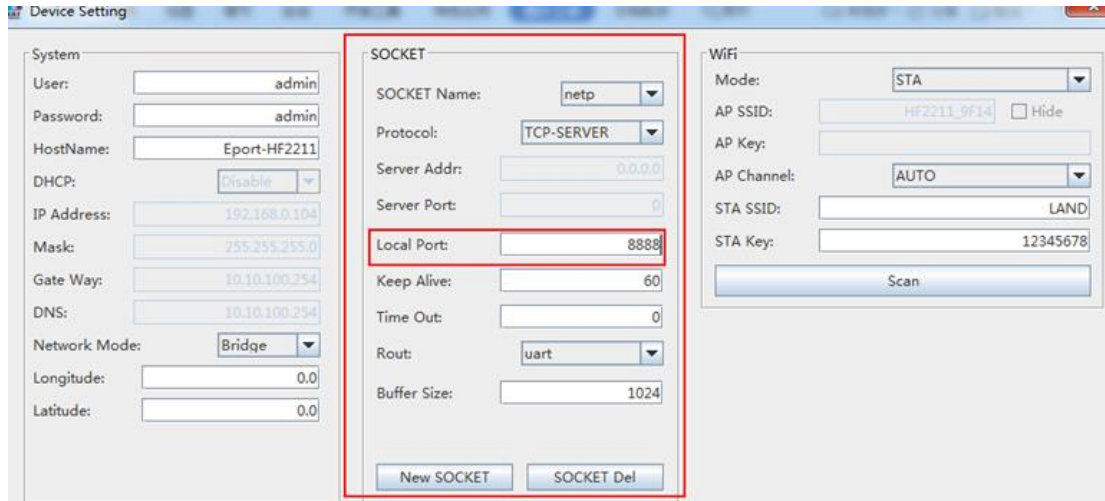 Device Setting
System
User: admin
Password: admin
HostName: Eport-HF2211
DHCP: Disable
IP Address: 192.168.0.104
Mask: 255.255.255.0
Gate Way: 10.10.100.254
DNS: 10.10.100.254
Network Mode: Bridge
Longitude: 0.0
Latitude: 0.0
SOCKET
SOCKET Name: netp
Protocol: TCP-SERVER
Server Addr: 0.0.0.0
Server Port: 0
Local Port: 8888
Keep Alive: 60
Time Out: 0
Rout: uart
Buffer Size: 1024
New SOCKET SOCKET Del
WiFi
Mode: STA
AP SSID: HF2211_9F14 Hide
AP Key:
AP Channel: AUTO
STA SSID: LAND
STA Key: 12345678
Scan